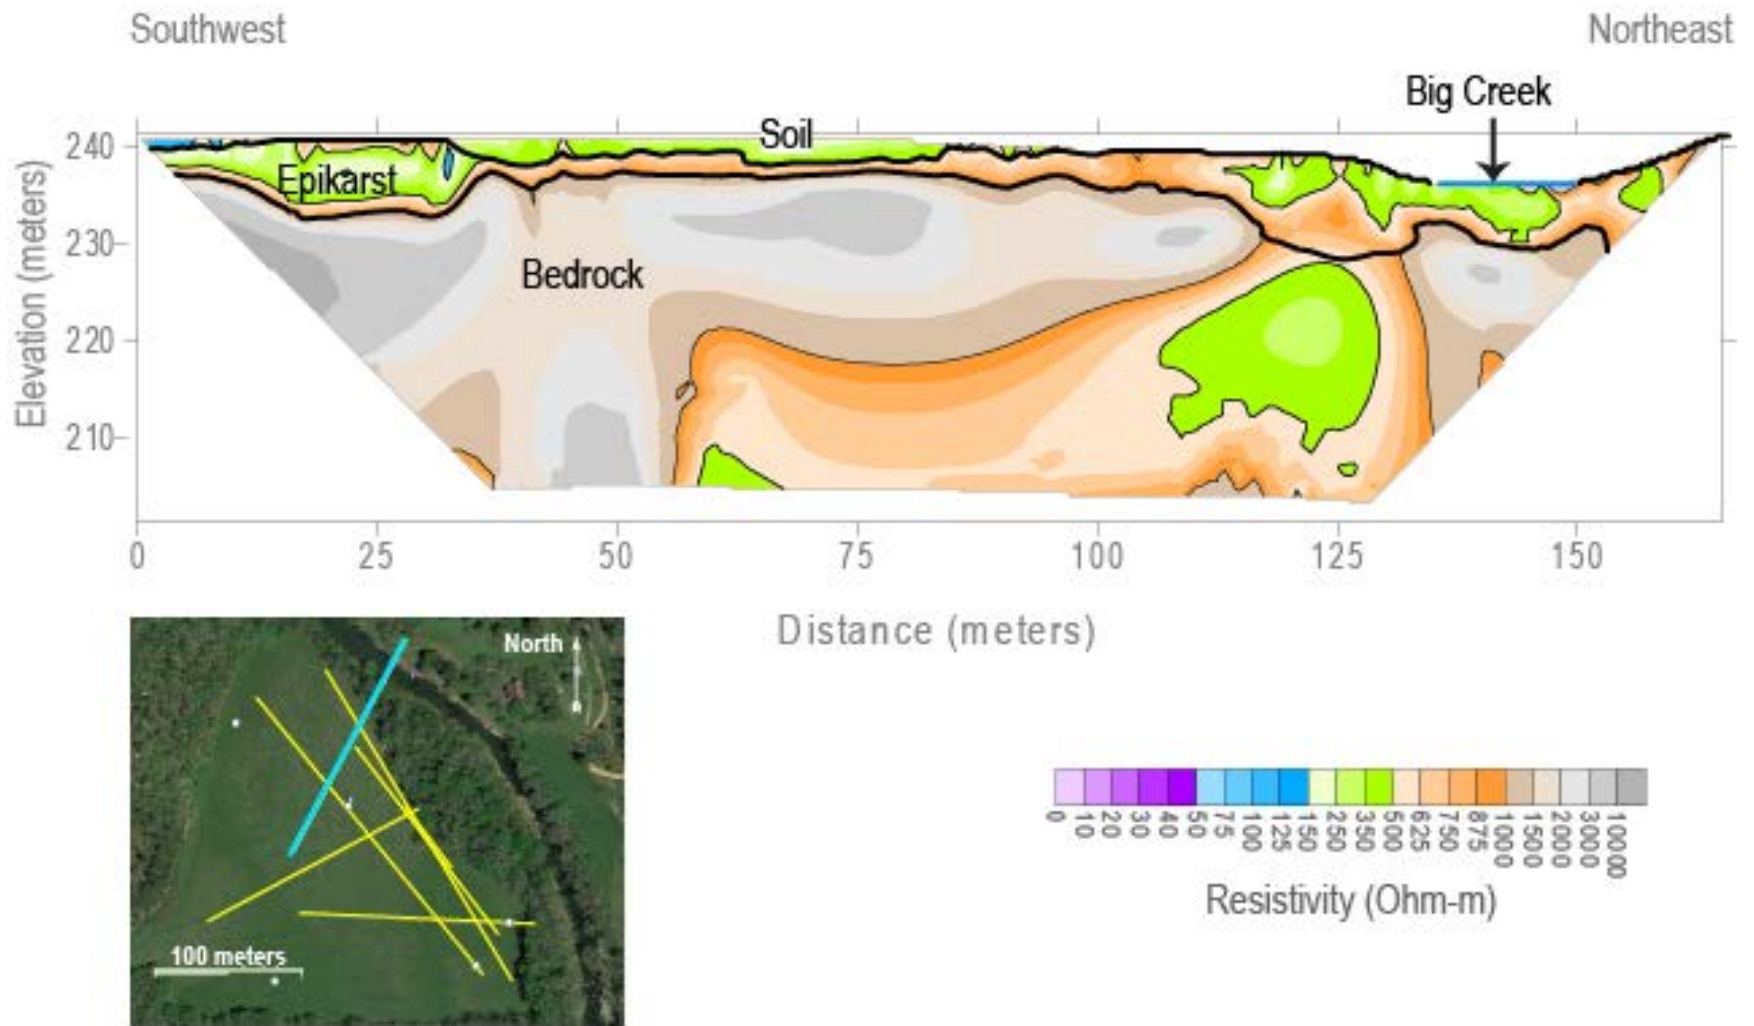 Southwest
Northeast
Big Creek
Soil
Epikarst
Bedrock
Elevation (meters)
240
230
220
210
0 25 50 75 100 125 150
Distance (meters)
North
100 meters
0 10 20 30 40 50 75 100 125 150 250 350 500 625 750 875 1000 1500 2000 3000 10000
Resistivity (Ohm-m)